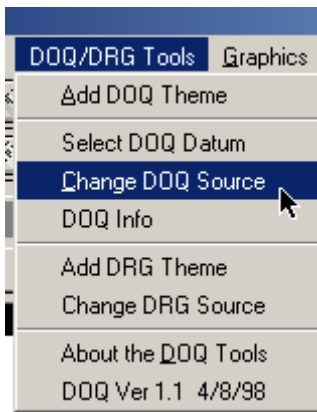 DOQ/DRG Tools Graphics
Add DOQ Theme
Select DOQ Datum
Change DOQ Source
DOQ Info
Add DRG Theme
Change DRG Source
About the DOQ Tools
DOQ Ver 1.1 4/8/98